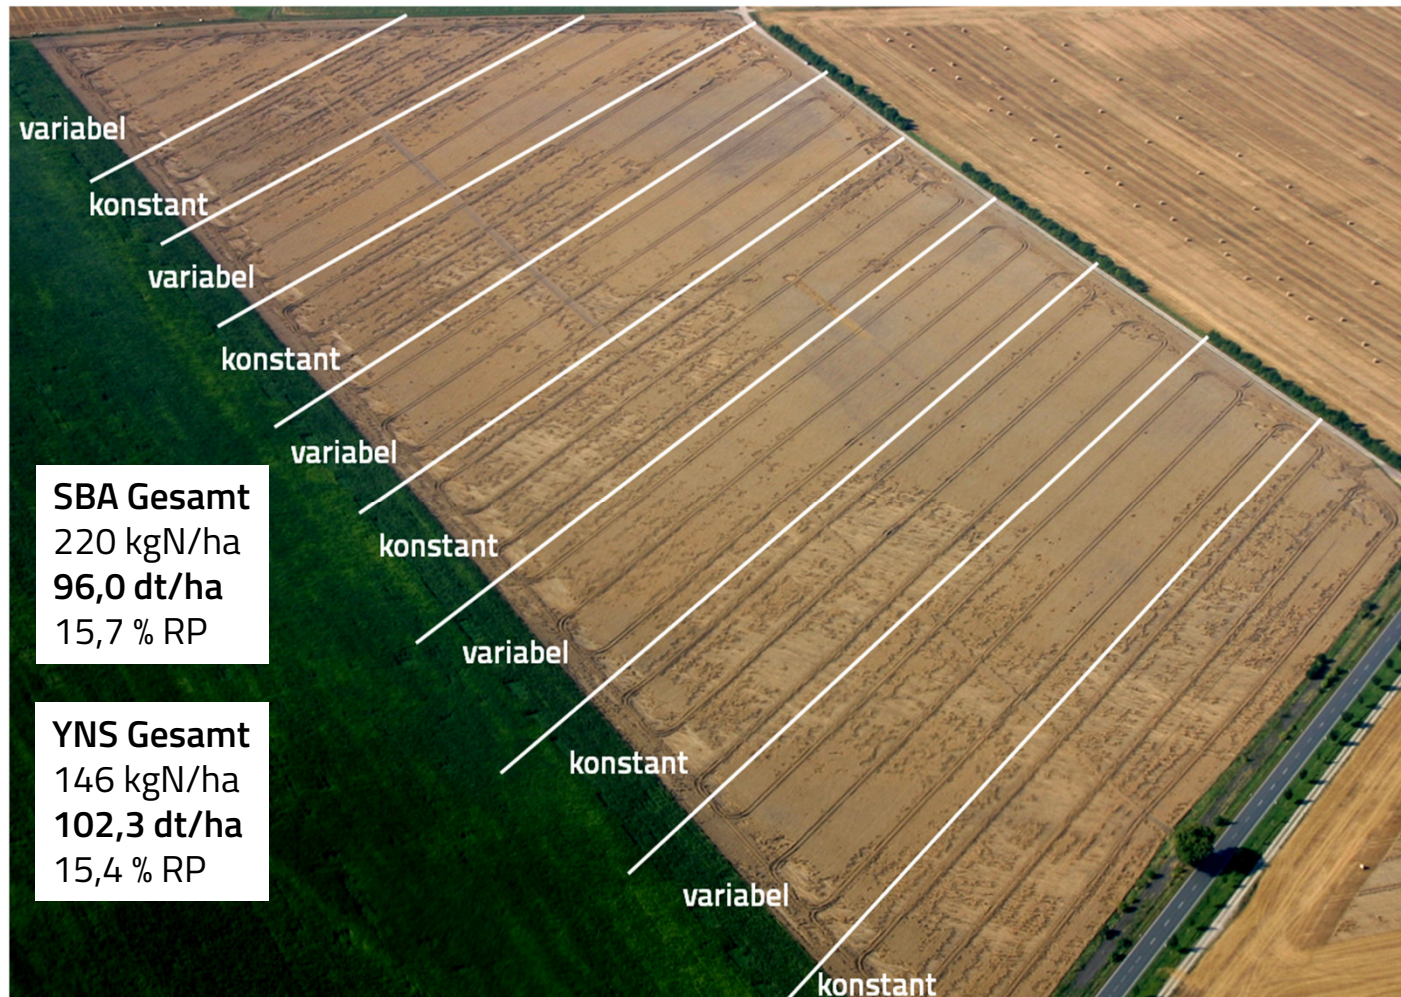 variabel
konstant
variabel
konstant
variabel
konstant
variabel
konstant
variabel
konstant
SBA Gesamt
220 kgN/ha
96,0 dt/ha
15,7 % RP
YNS Gesamt
146 kgN/ha
102,3 dt/ha
15,4 % RP